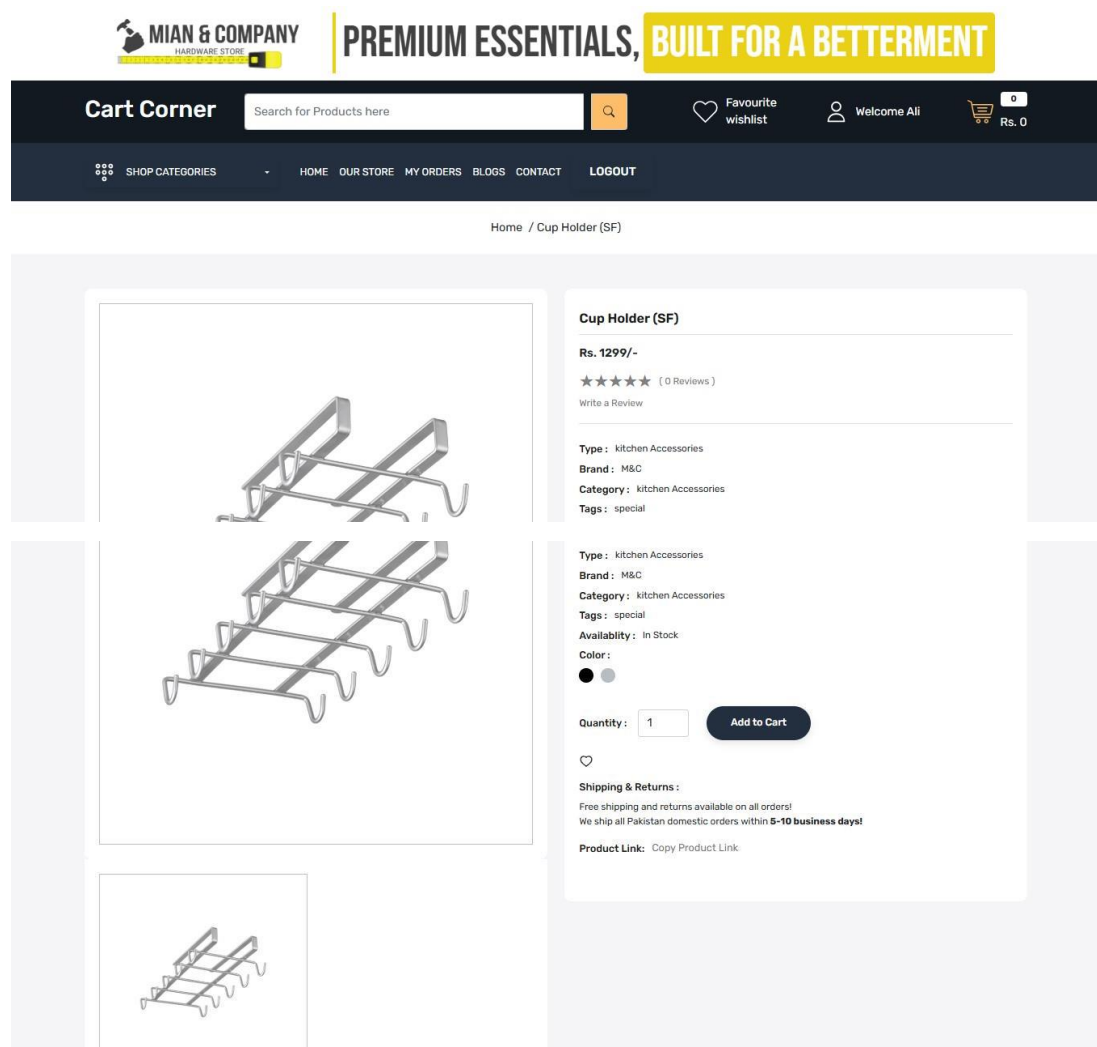 MIAN & COMPANY
HARDWARE STORE
PREMIUM ESSENTIALS, BUILT FOR A BETTERMENT
Cart Corner
Search for Products here
Favourite
wishlist
Welcome Ali
0
Rs. 0
SHOP CATEGORIES
HOME OUR STORE MY ORDERS BLOGS CONTACT LOGOUT
Home / Cup Holder (SF)
Cup Holder (SF)
Rs. 1299/-
( 0 Reviews )
Write a Review
Type : kitchen Accessories
Brand : M&C
Category : kitchen Accessories
Tags : special
Type : kitchen Accessories
Brand : M&C
Category : kitchen Accessories
Tags : special
Availablity : In Stock
Color :
Quantity : 1 Add to Cart
Shipping & Returns :
Free shipping and returns available on all orders!
We ship all Pakistan domestic orders within 5-10 business days!
Product Link: Copy Product Link